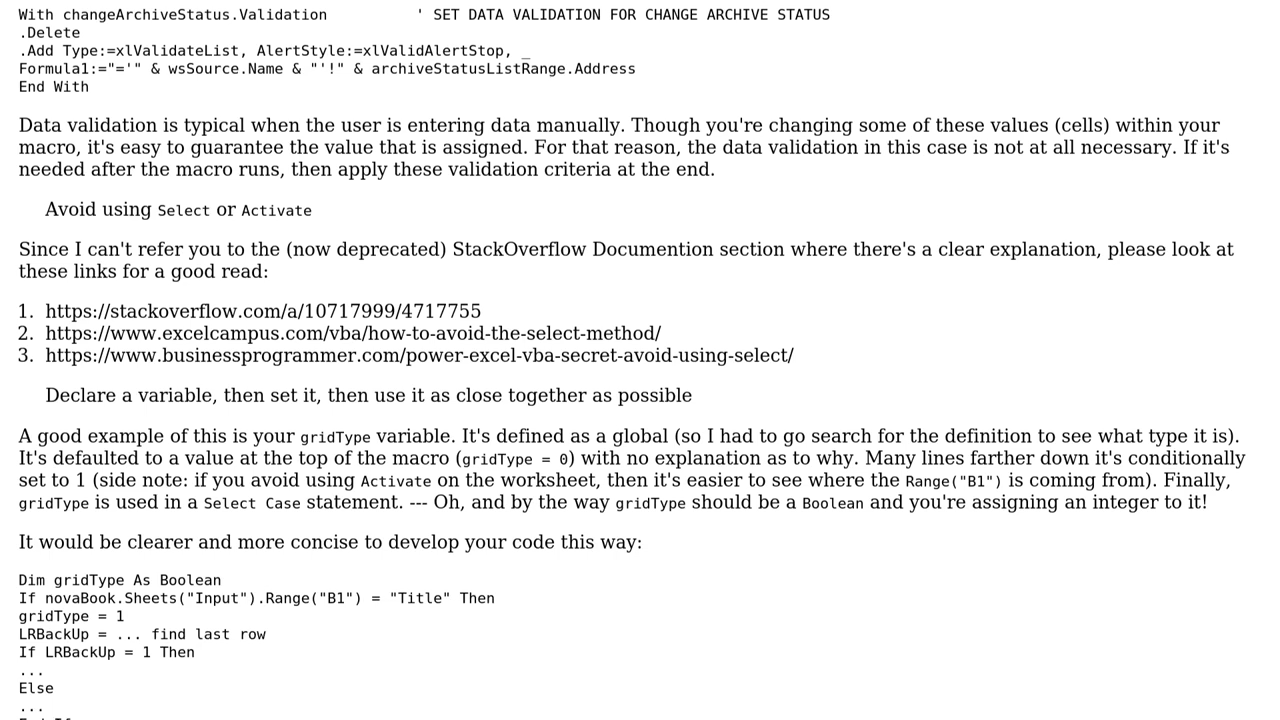 With changeArchiveStatus.Validation          ' SET DATA VALIDATION FOR CHANGE ARCHIVE STATUS
.Delete
.Add Type:=xlValidateList, AlertStyle:=xlValidAlertStop, _
Formula1:="='" & wsSource.Name & "'!" & archiveStatusListRange.Address
End With
Data validation is typical when the user is entering data manually. Though you're changing some of these values (cells) within your
macro, it's easy to guarantee the value that is assigned. For that reason, the data validation in this case is not at all necessary. If it's
needed after the macro runs, then apply these validation criteria at the end.
Avoid using Select or Activate
Since I can't refer you to the (now deprecated) StackOverflow Documention section where there's a clear explanation, please look at
these links for a good read:
1. https://stackoverflow.com/a/10717999/4717755
2. https://www.excelcampus.com/vba/how-to-avoid-the-select-method/
3. https://www.businessprogrammer.com/power-excel-vba-secret-avoid-using-select/
Declare a variable, then set it, then use it as close together as possible
A good example of this is your gridType variable. It's defined as a global (so I had to go search for the definition to see what type it is).
It's defaulted to a value at the top of the macro (gridType = 0) with no explanation as to why. Many lines farther down it's conditionally
set to 1 (side note: if you avoid using Activate on the worksheet, then it's easier to see where the Range("B1") is coming from). Finally,
gridType is used in a Select Case statement. --- Oh, and by the way gridType should be a Boolean and you're assigning an integer to it!
It would be clearer and more concise to develop your code this way:
Dim gridType As Boolean
If novaBook.Sheets("Input").Range("B1") = "Title" Then
gridType = 1
LRBackUp = ... find last row
If LRBackUp = 1 Then
...
Else
...